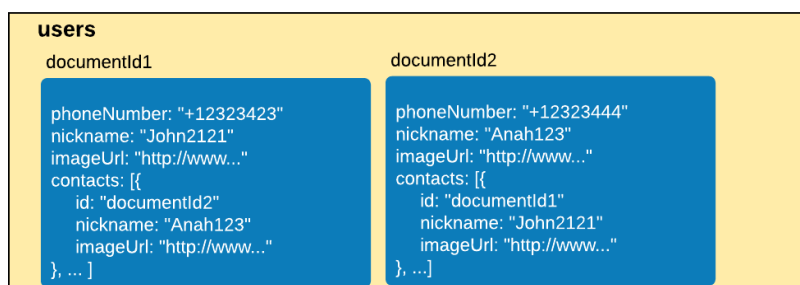 users
documentId1
phoneNumber: "+12323423"
nickname: "John2121"
imageUrl: "http://www..."
contacts: [{
id: "documentId2"
nickname: "Anah123"
imageUrl: "http://www..."
}, ... ]
documentId2
phoneNumber: "+12323444"
nickname: "Anah123"
imageUrl: "http://www..."
contacts: [{
id: "documentId1"
nickname: "John2121"
imageUrl: "http://www..."
}, ...]